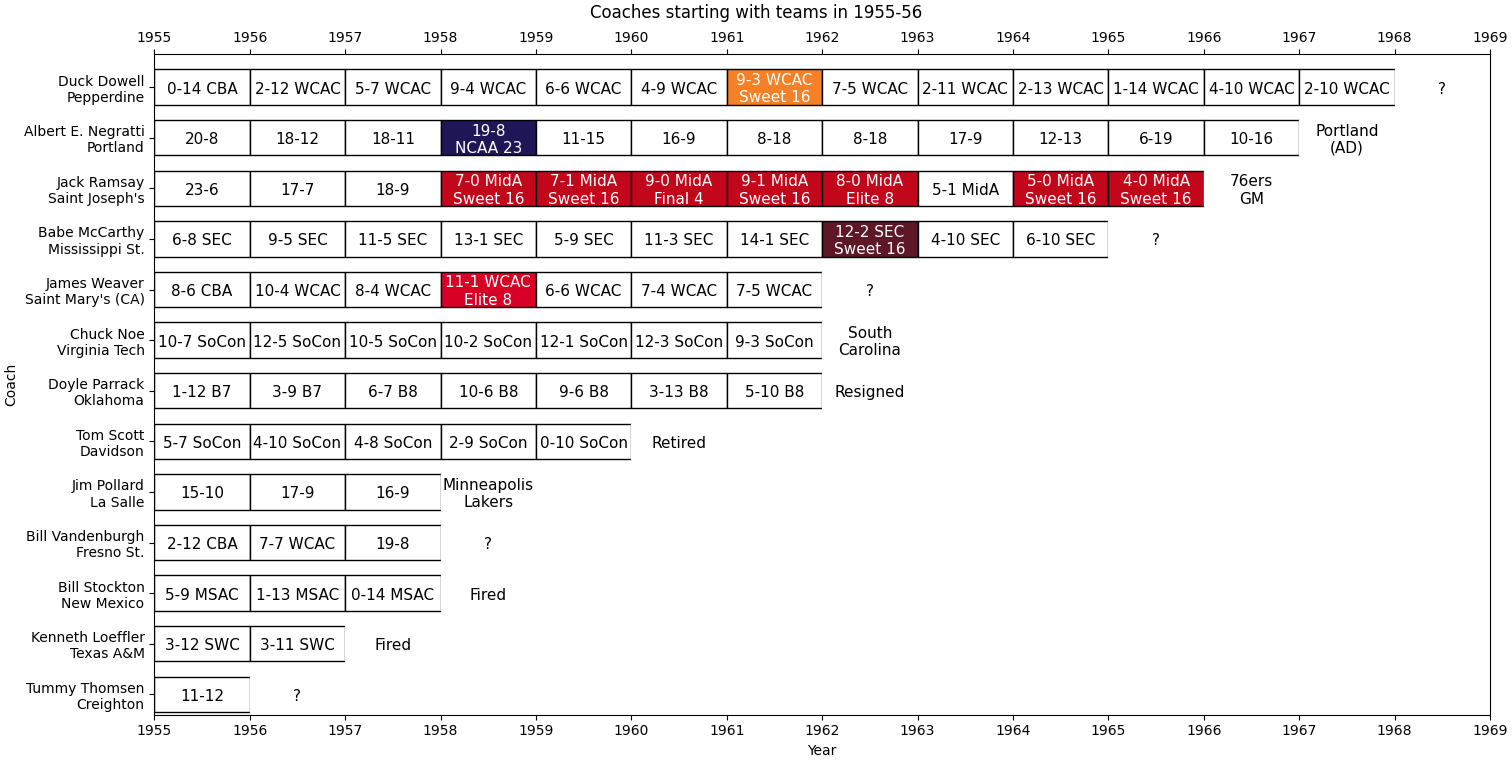 Coaches starting with teams in 1955-56
1955 1956 1957 1958 1959 1960 1961 1962 1963 1964 1965 1966 1967 1968 1969
Duck Dowell
Pepperdine
0-14 CBA
2-12 WCAC
5-7 WCAC
9-4 WCAC
6-6 WCAC
4-9 WCAC
9-3 WCAC
Sweet 16
7-5 WCAC
2-11 WCAC
2-13 WCAC
1-14 WCAC
4-10 WCAC
2-10 WCAC
?
Albert E. Negratti
Portland
20-8
18-12
18-11
19-8
NCAA 23
11-15
16-9
8-18
8-18
17-9
12-13
6-19
10-16
Portland
(AD)
Jack Ramsay
Saint Joseph's
23-6
17-7
18-9
7-0 MidA
Sweet 16
7-1 MidA
Sweet 16
9-0 MidA
Final 4
9-1 MidA
Sweet 16
8-0 MidA
Elite 8
5-1 MidA
5-0 MidA
Sweet 16
4-0 MidA
Sweet 16
76ers
GM
Babe McCarthy
Mississippi St.
6-8 SEC
9-5 SEC
11-5 SEC
13-1 SEC
5-9 SEC
11-3 SEC
14-1 SEC
12-2 SEC
Sweet 16
4-10 SEC
6-10 SEC
?
James Weaver
Saint Mary's (CA)
8-6 CBA
10-4 WCAC
8-4 WCAC
11-1 WCAC
Elite 8
6-6 WCAC
7-4 WCAC
7-5 WCAC
?
Chuck Noe
Virginia Tech
10-7 SoCon
12-5 SoCon
10-5 SoCon
10-2 SoCon
12-1 SoCon
12-3 SoCon
9-3 SoCon
South
Carolina
Doyle Parrack
Oklahoma
1-12 B7
3-9 B7
6-7 B8
10-6 B8
9-6 B8
3-13 B8
5-10 B8
Resigned
Tom Scott
Davidson
5-7 SoCon
4-10 SoCon
4-8 SoCon
2-9 SoCon
0-10 SoCon
Retired
Jim Pollard
La Salle
15-10
17-9
16-9
Minneapolis
Lakers
Bill Vandenburgh
Fresno St.
2-12 CBA
7-7 WCAC
19-8
?
Bill Stockton
New Mexico
5-9 MSAC
1-13 MSAC
0-14 MSAC
Fired
Kenneth Loeffler
Texas A&M
3-12 SWC
3-11 SWC
Fired
Tummy Thomsen
Creighton
11-12
?
Coach
1955 1956 1957 1958 1959 1960 1961 1962 1963 1964 1965 1966 1967 1968 1969
Year